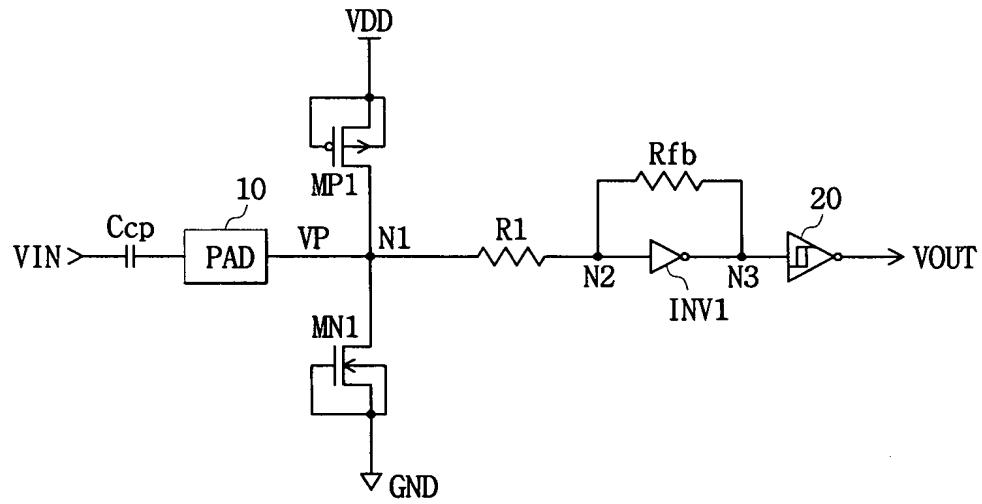 VDD
MP1
Rfb
10
20
Ccp
R1
VIN
PAD
VP
N1
N2
N3
VOUT
INV1
MN1
GND